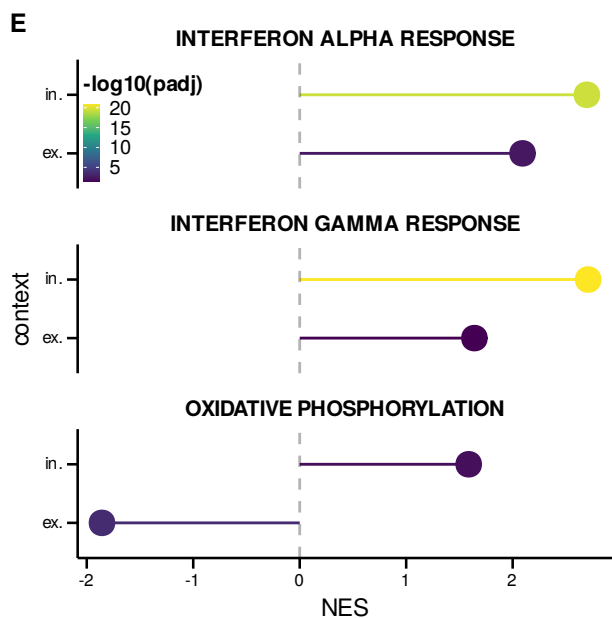 E
INTERFERON ALPHA RESPONSE
-log10(padj)
20
15
10
5
in.
ex.
INTERFERON GAMMA RESPONSE
in.
ex.
context
OXIDATIVE PHOSPHORYLATION
in.
ex.
-2 -1 0 1 2
NES